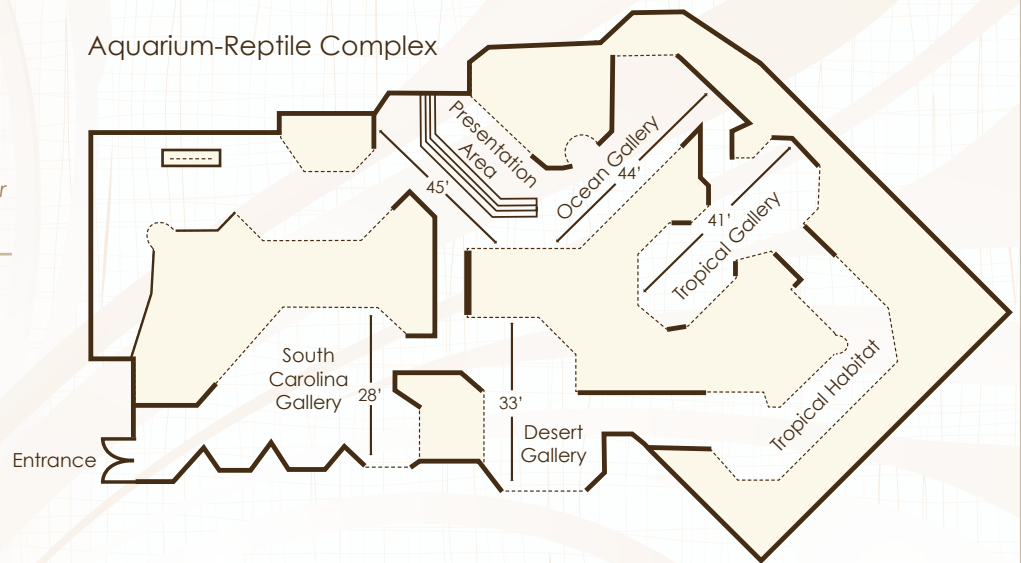 Aquarium-Reptile Complex
Presentation
Area
Ocean Gallery
44'
45'
41'
Tropical Gallery
South
Carolina
Gallery
28'
33'
Desert
Gallery
Tropical Habitat
Entrance